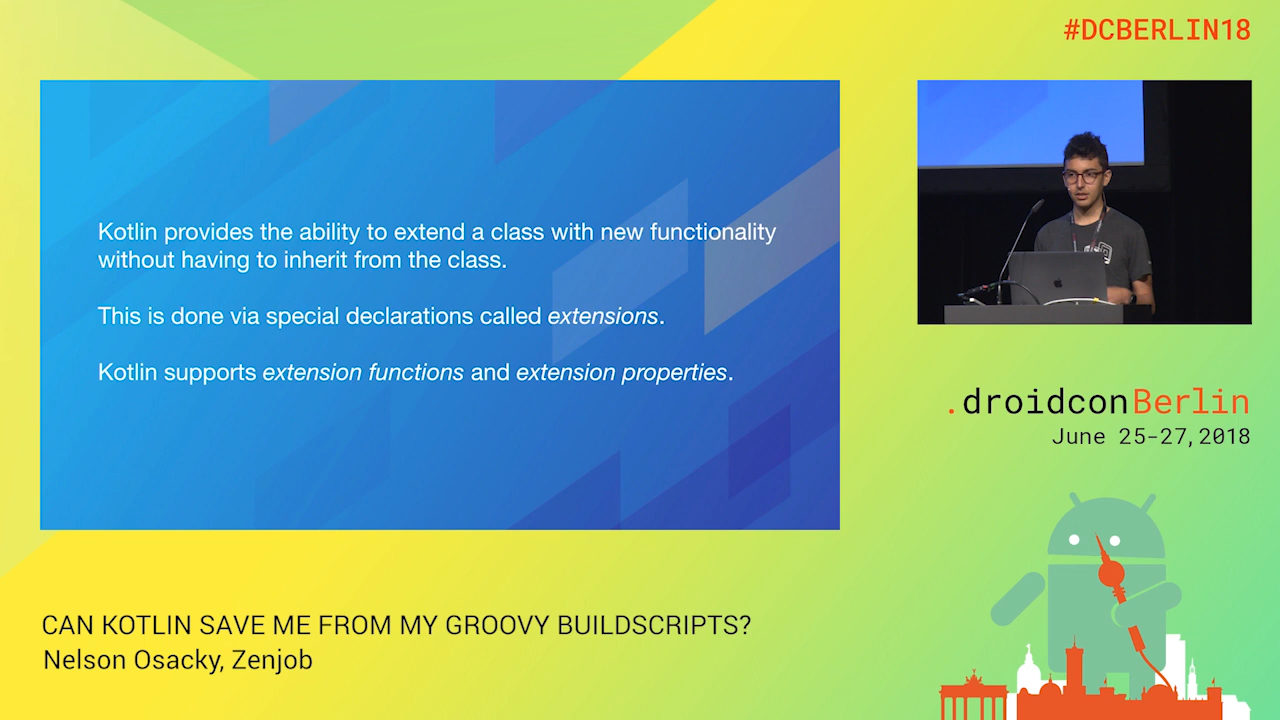 #DCBERLIN18
Kotlin provides the ability to extend a class with new functionality
without having to inherit from the class.
This is done via special declarations called extensions.
Kotlin supports extension functions and extension properties.
.droidconBerlin
June 25-27, 2018
CAN KOTLIN SAVE ME FROM MY GROOVY BUILDSCRIPTS?
Nelson Osacky, Zenjob